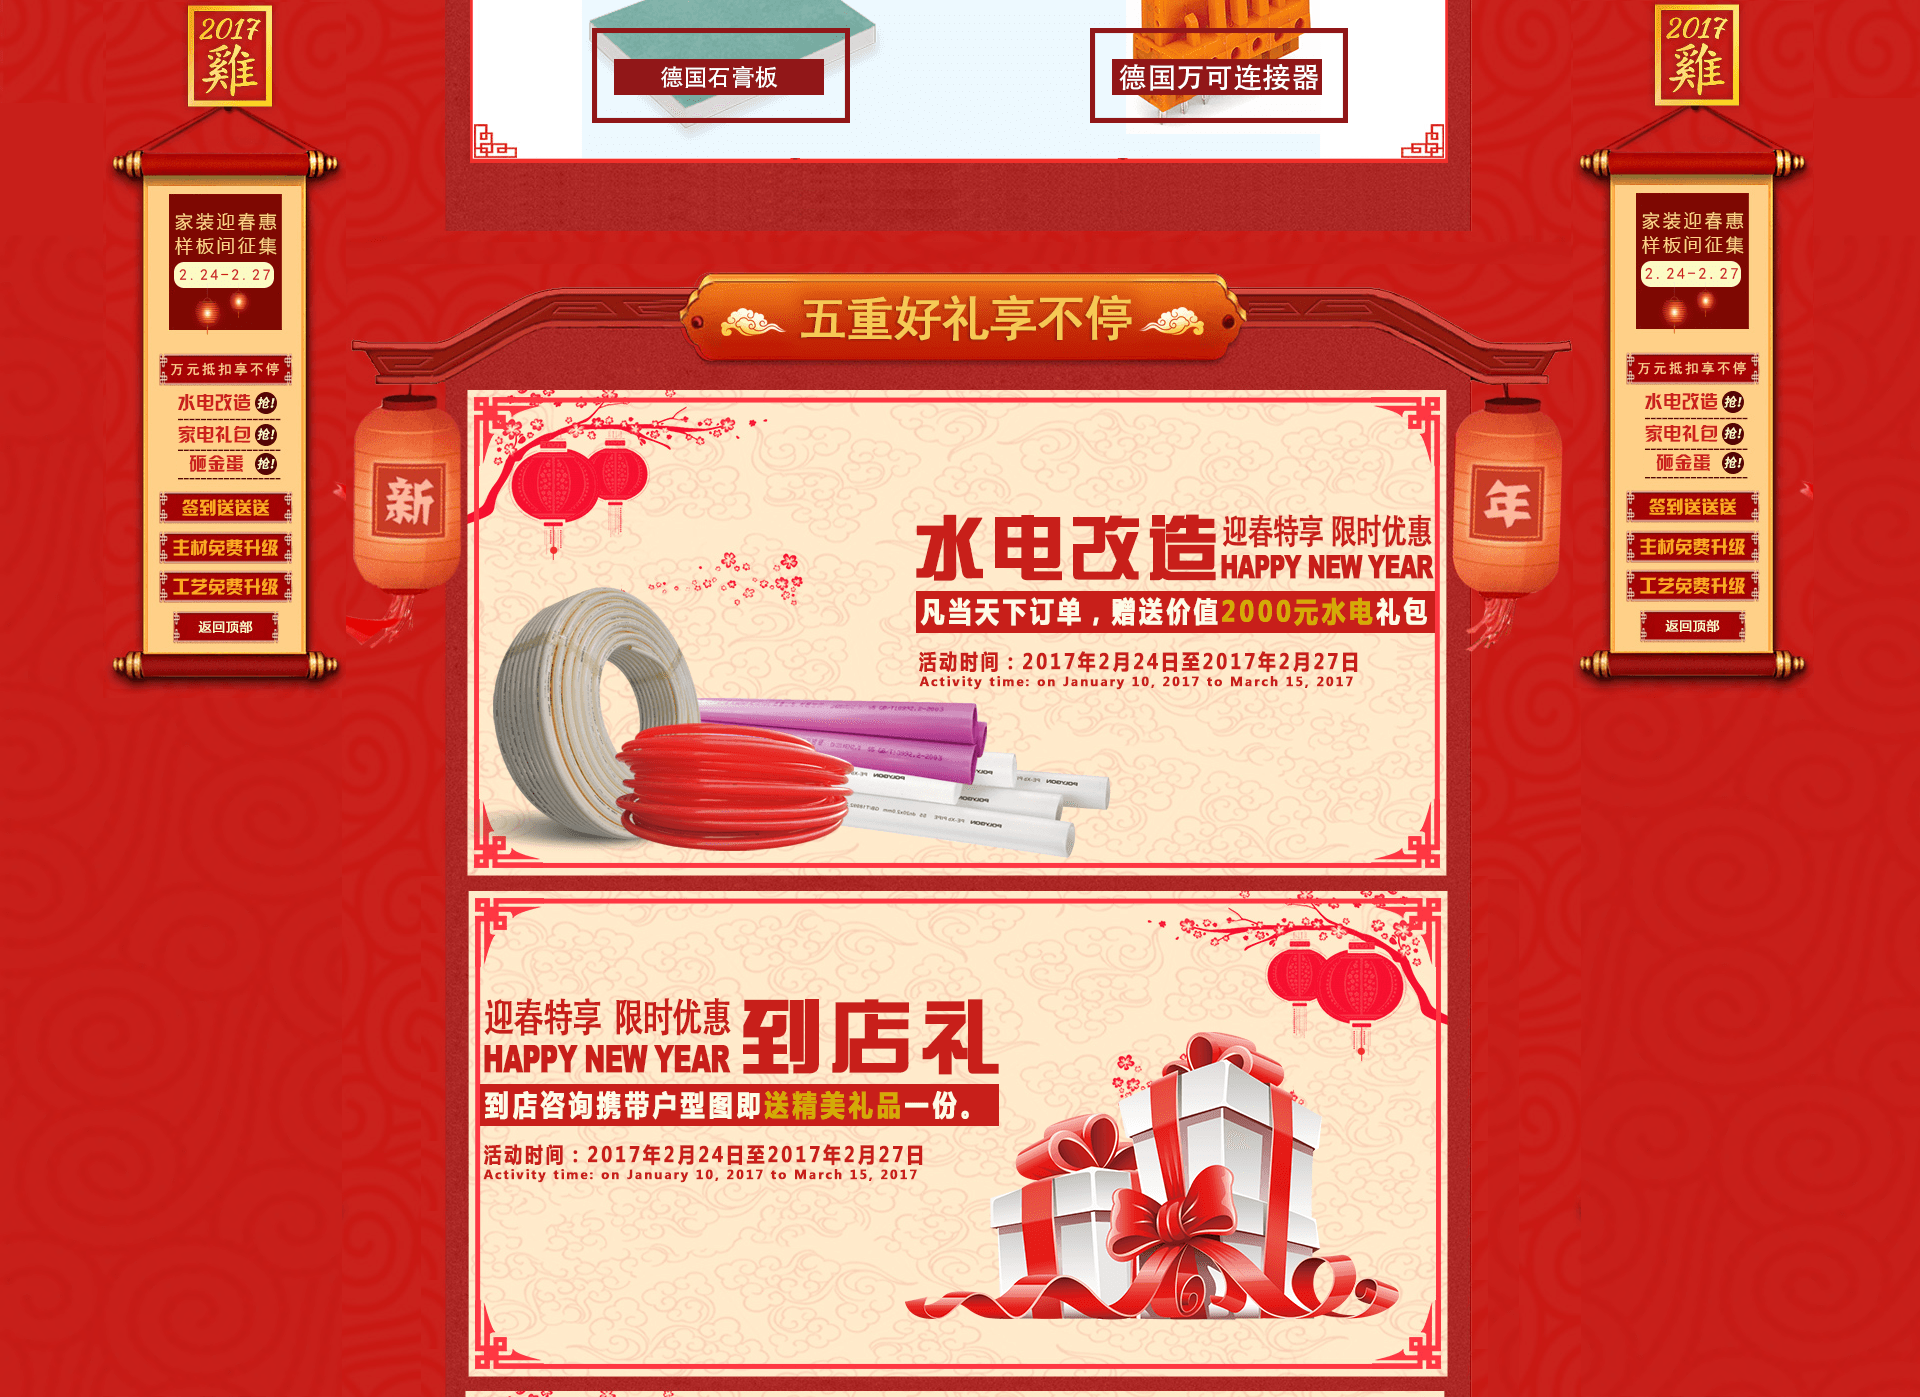 2017
雞
家装迎春惠
样板间征集
2.24-2.27
万元抵扣享不停
水电改造 抢!
家电礼包 抢!
砸金蛋 抢!
签到送送送
主材免费升级
工艺免费升级
返回顶部
德国石膏板
德国万可连接器
五重好礼享不停
新
年
水电改造 迎春特享 限时优惠
HAPPY NEW YEAR
凡当天下订单，赠送价值2000元水电礼包
活动时间：2017年2月24日至2017年2月27日
Activity time: on January 10, 2017 to March 15, 2017
迎春特享 限时优惠 到店礼
HAPPY NEW YEAR
到店咨询携带户型图即送精美礼品一份。
活动时间：2017年2月24日至2017年2月27日
Activity time: on January 10, 2017 to March 15, 2017
2017
雞
家装迎春惠
样板间征集
2.24-2.27
万元抵扣享不停
水电改造 抢!
家电礼包 抢!
砸金蛋 抢!
签到送送送
主材免费升级
工艺免费升级
返回顶部